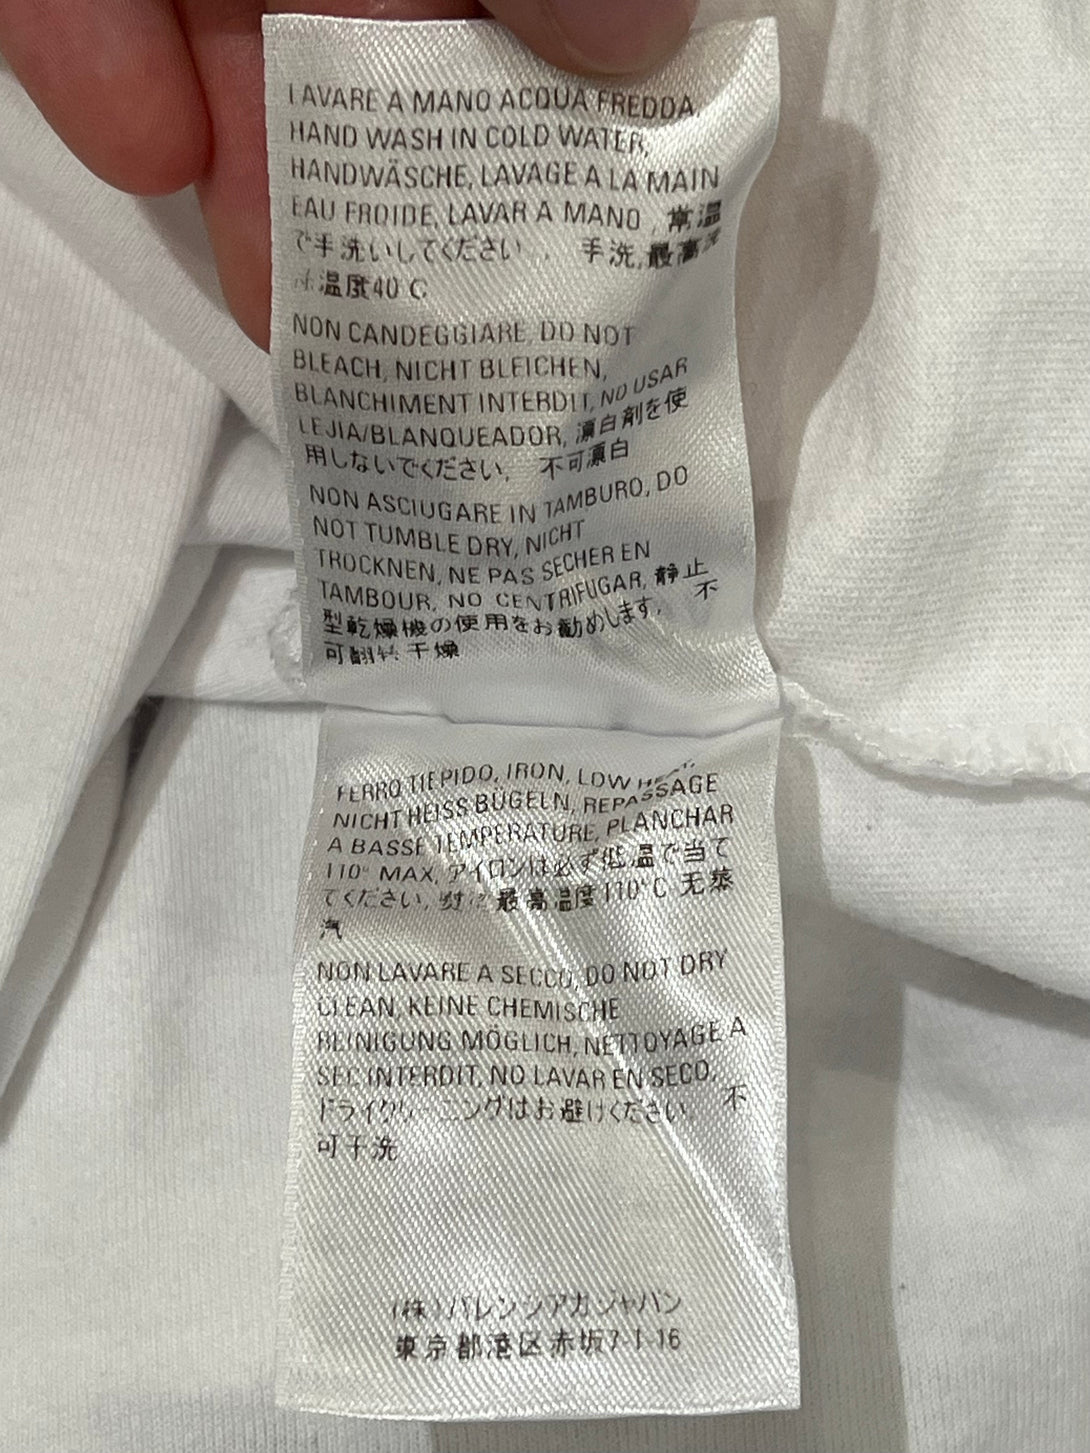 LAVARE A MANO ACQUA FREDDA,
HAND WASH IN COLD WATER,
HANDWÄSCHE, LAVAGE A LA MAIN
EAU FROIDE, LAVAR A MANO , 常温
で手洗いしてください . 手洗,最高洗
水温度40°C
NON CANDEGGIARE, DO NOT
BLEACH, NICHT BLEICHEN,
BLANCHIMENT INTERDIT, NO USAR
LEJIA/BLANQUEADOR, 漂白剤を使
用しないでください. 不可漂白
NON ASCIUGARE IN TAMBURO, DO
NOT TUMBLE DRY, NICHT
TROCKNEN, NE PAS SECHER EN
TAMBOUR, NO CENTRIFUGAR, 静止
型乾燥機の使用をお勧めします. 不
可翻转干燥
FERRO TIEPIDO, IRON, LOW HEAT,
NICHT HEISS BÜGELN, REPASSAGE
A BASSE TEMPERATURE, PLANCHAR
110° MAX, アイロンは必ず低温で当て
てください, 最高温度110°C 无蒸
汽
NON LAVARE A SECCO, DO NOT DRY
CLEAN, KEINE CHEMISCHE
REINIGUNG MÖGLICH, NETTOYAGE A
SEC INTERDIT, NO LAVAR EN SECO,
ドライクリーニングはお避けください. 不
可干洗
(株)バレンシアガジャパン
東京都港区赤坂7-1-16